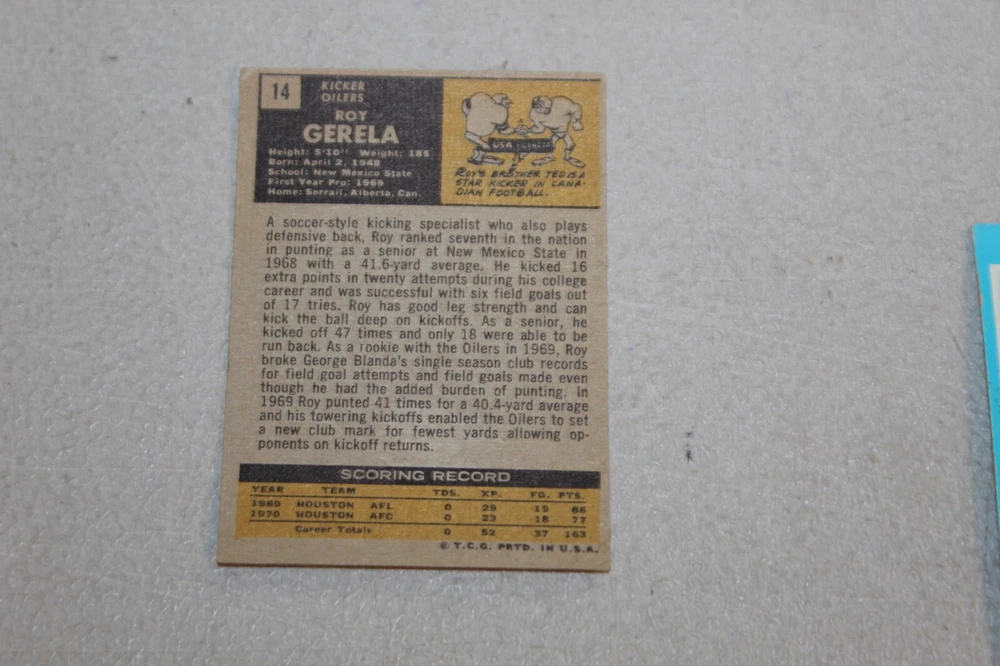 14
KICKER
OILERS
ROY
GERELA
Height: 5'10" Weight: 185
Born: April 2, 1948
School: New Mexico State
First Year Pro: 1969
Home: Serrail, Alberta, Can.
USA CANADA
ROY'S BROTHER TED IS A
STAR KICKER IN CANA-
DIAN FOOTBALL.
A soccer-style kicking specialist who also plays
defensive back, Roy ranked seventh in the nation
in punting as a senior at New Mexico State in
1968 with a 41.6-yard average. He kicked 16
extra points in twenty attempts during his college
career and was successful with six field goals out
of 17 tries. Roy has good leg strength and can
kick the ball deep on kickoffs. As a senior, he
kicked off 47 times and only 18 were able to be
run back. As a rookie with the Oilers in 1969, Roy
broke George Blanda's single season club records
for field goal attempts and field goals made even
though he had the added burden of punting. In
1969 Roy punted 41 times for a 40.4-yard average
and his towering kickoffs enabled the Oilers to set
a new club mark for fewest yards allowing op-
ponents on kickoff returns.
SCORING RECORD
YEAR TEAM TDS. XP. FG. PTS.
1969 HOUSTON AFL 0 29 19 86
1970 HOUSTON AFC 0 23 18 77
Career Totals 0 52 37 163
© T.C.G. PRTD. IN U.S.A.